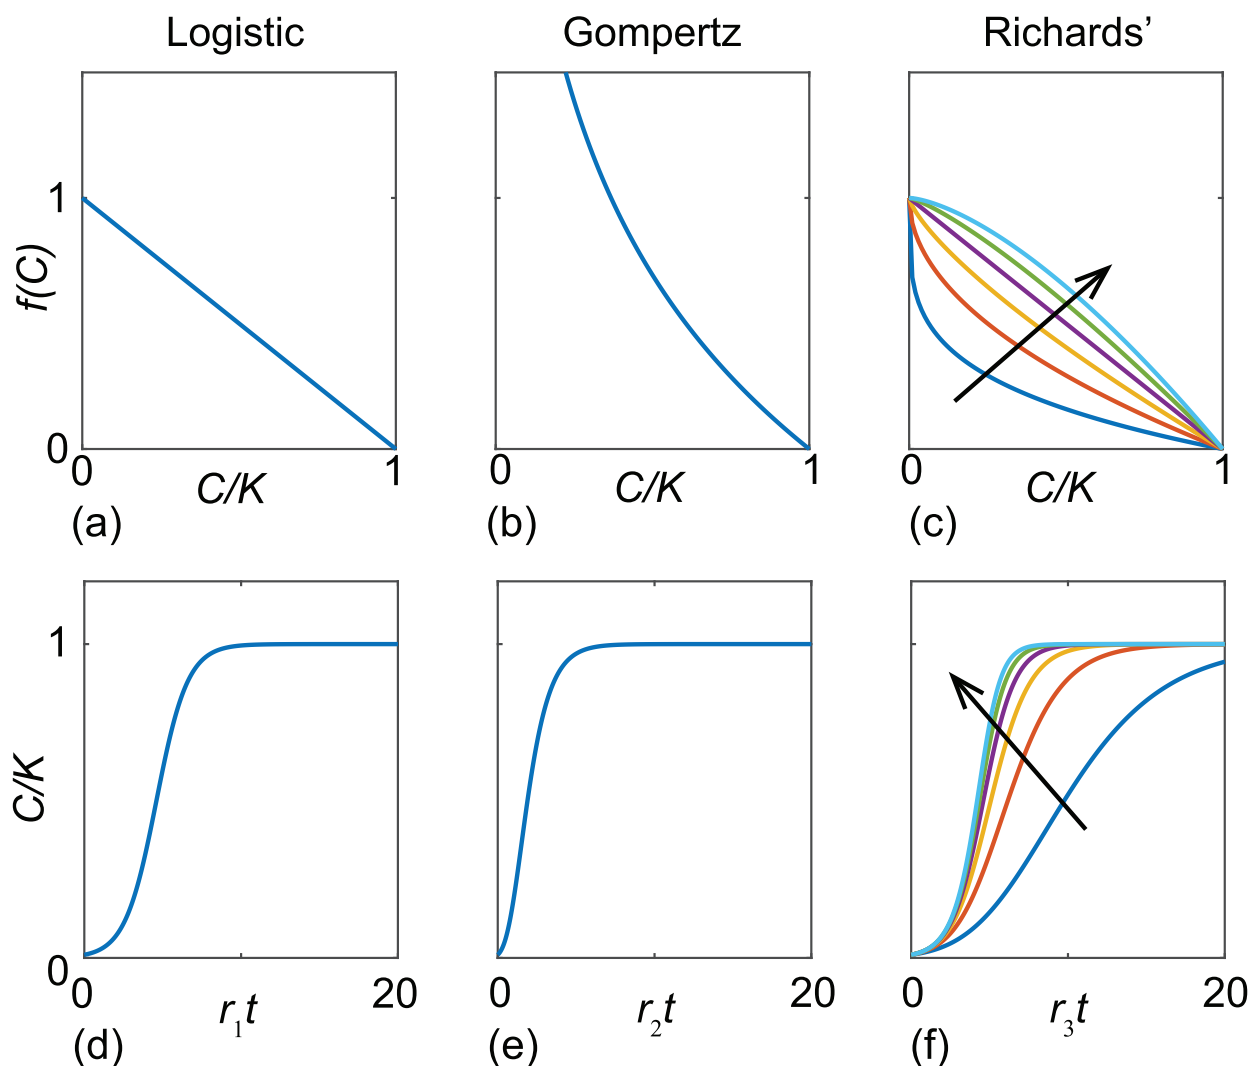 Logistic Gompertz Richards’
1
f(C)
0
0 1 0 1 0 1
C/K C/K C/K
(a) (b) (c)
1
C/K
0
0 20 0 20 0 20
r₁t r₂t r₃t
(d) (e) (f)